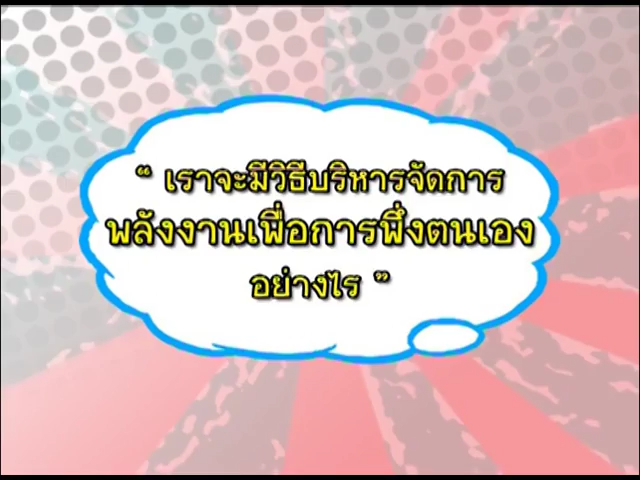 “ เราจะมีวิธีบริหารจัดการ
พลังงานเพื่อการพึ่งตนเอง
อย่างไร ”